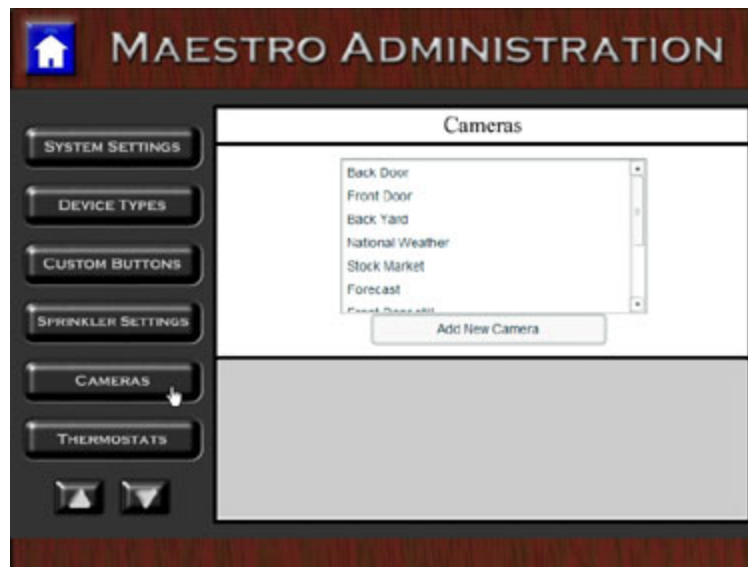 MAESTRO ADMINISTRATION
SYSTEM SETTINGS
DEVICE TYPES
CUSTOM BUTTONS
SPRINKLER SETTINGS
CAMERAS
THERMOSTATS
Cameras
Back Door
Front Door
Back Yard
National Weather
Stock Market
Forecast
Add New Camera